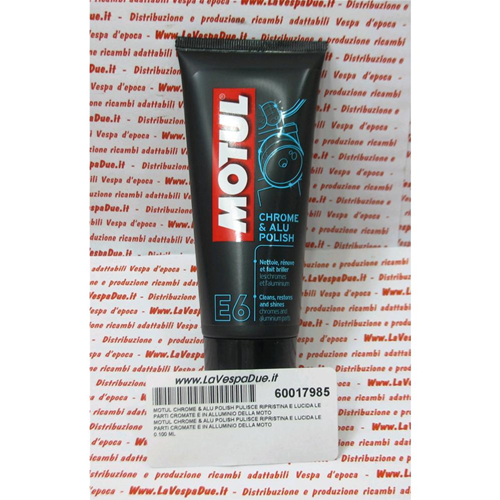 MOTUL
®
CHROME
& ALU
POLISH
Nettoie, rénove
et fait briller
les chromes
et l'aluminium
Cleans, restores
and shines
chromes and
aluminium parts
E6
www.LaVespaDue.it
60017985
MOTUL CHROME & ALU POLISH PULISCE RIPRISTINA E LUCIDA LE
PARTI CROMATE E IN ALLUMINIO DELLA MOTO
MOTUL CHROME & ALU POLISH PULISCE RIPRISTINA E LUCIDA LE
PARTI CROMATE E IN ALLUMINIO DELLA MOTO
0.100 ML
www.LaVespaDue.it - Distribuzione e produzione ricambi adattabili Vespa d'epoca